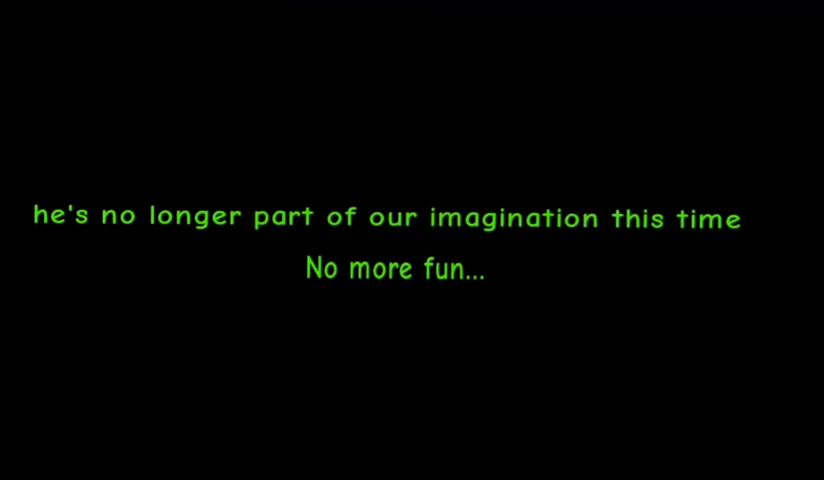 he's no longer part of our imagination this time
No more fun...